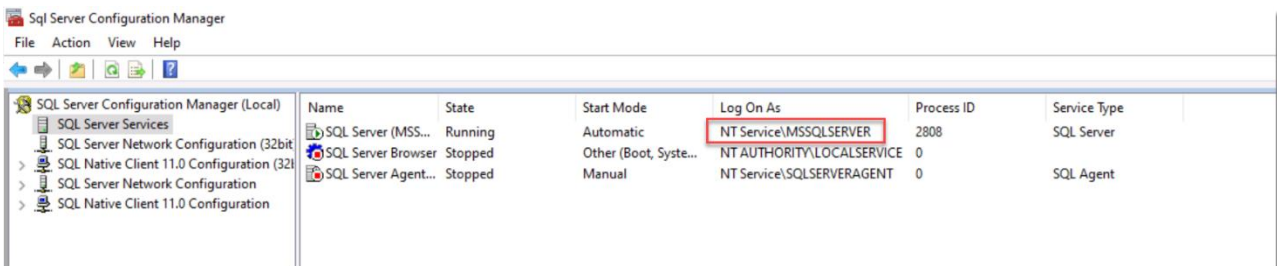 Sql Server Configuration Manager
File Action View Help
SQL Server Configuration Manager (Local)
SQL Server Services
SQL Server Network Configuration (32bit
SQL Native Client 11.0 Configuration (32b
SQL Server Network Configuration
SQL Native Client 11.0 Configuration
Name State Start Mode Log On As Process ID Service Type
SQL Server (MSS... Running Automatic NT Service\MSSQLSERVER 2808 SQL Server
SQL Server Browser Stopped Other (Boot, Syste... NT AUTHORITY\LOCALSERVICE 0
SQL Server Agent... Stopped Manual NT Service\SQLSERVERAGENT 0 SQL Agent